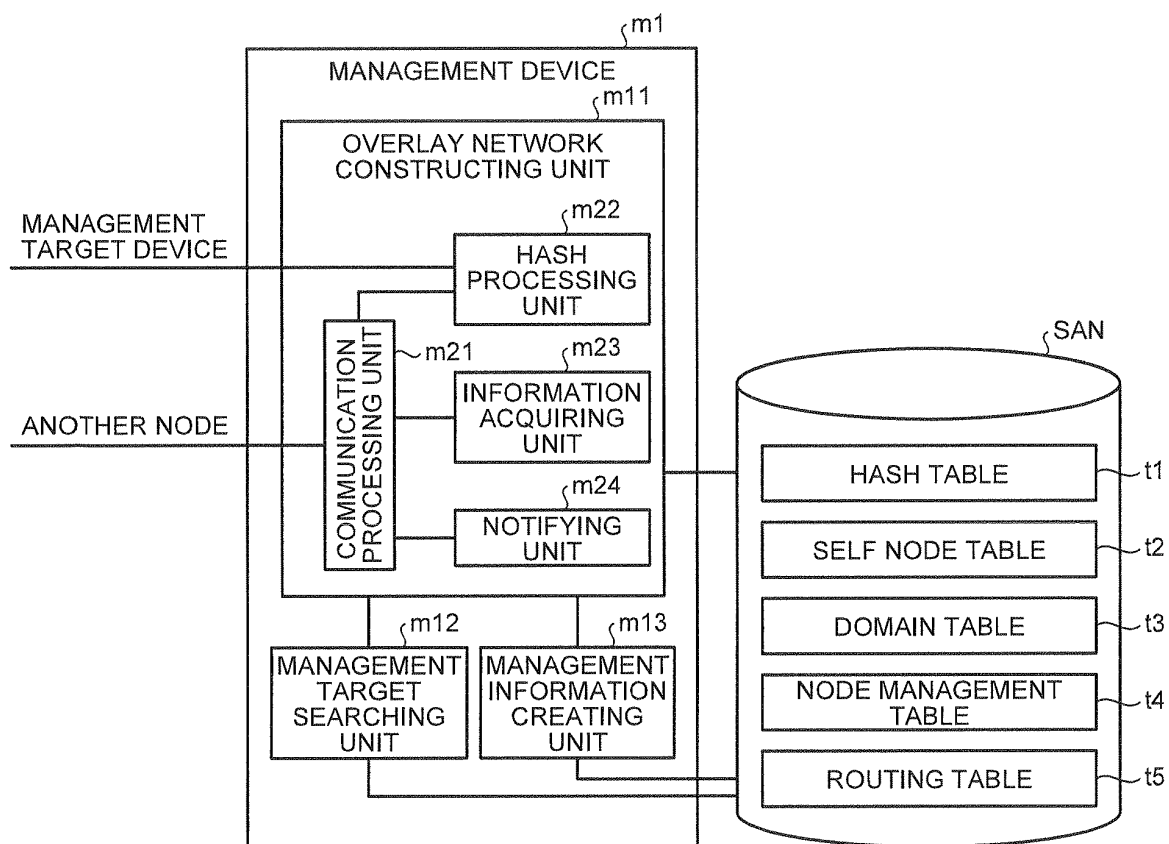 m1
MANAGEMENT DEVICE
m11
OVERLAY NETWORK
CONSTRUCTING UNIT
MANAGEMENT
TARGET DEVICE
m22
HASH
PROCESSING
UNIT
COMMUNICATION
PROCESSING UNIT
m21
m23
INFORMATION
ACQUIRING
UNIT
ANOTHER NODE
m24
NOTIFYING
UNIT
m12
MANAGEMENT
TARGET
SEARCHING
UNIT
m13
MANAGEMENT
INFORMATION
CREATING
UNIT
SAN
HASH TABLE
t1
SELF NODE TABLE
t2
DOMAIN TABLE
t3
NODE MANAGEMENT
TABLE
t4
ROUTING TABLE
t5